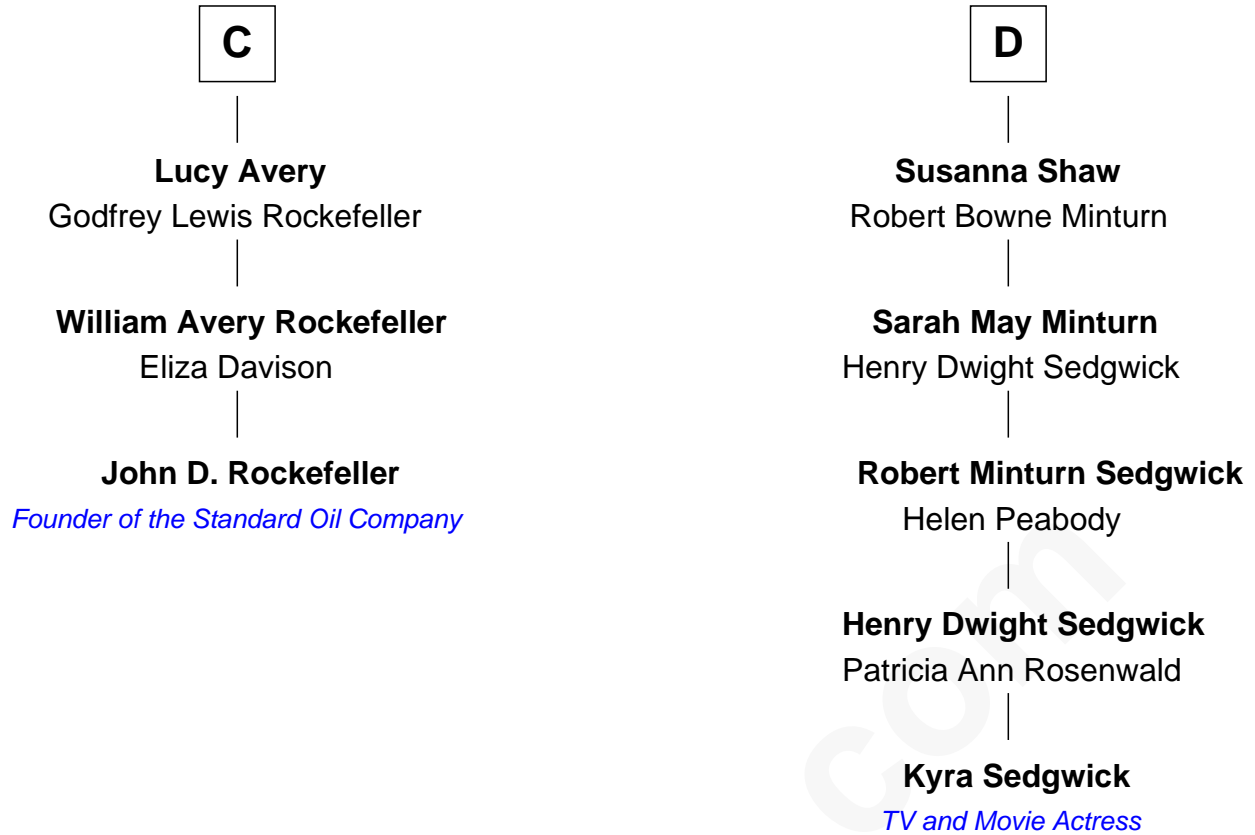 C
Lucy Avery
Godfrey Lewis Rockefeller
William Avery Rockefeller
Eliza Davison
John D. Rockefeller
Founder of the Standard Oil Company
D
Susanna Shaw
Robert Bowne Minturn
Sarah May Minturn
Henry Dwight Sedgwick
Robert Minturn Sedgwick
Helen Peabody
Henry Dwight Sedgwick
Patricia Ann Rosenwald
Kyra Sedgwick
TV and Movie Actress
com